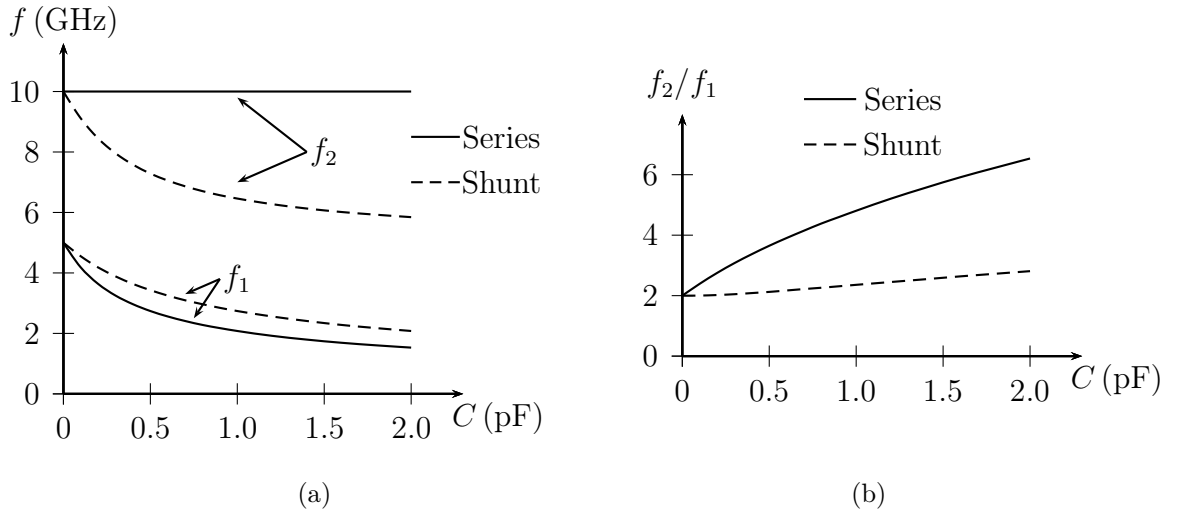 f (GHz)
10
8
6
4
2
0
0 0.5 1.0 1.5 2.0
C (pF)
f₂
f₁
Series
Shunt
(a)
f₂/f₁
6
4
2
0
0 0.5 1.0 1.5 2.0
C (pF)
Series
Shunt
(b)